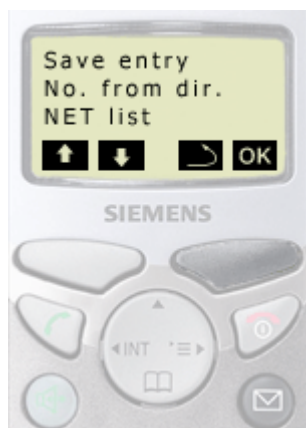 Save entry
No. from dir.
NET list
OK
SIEMENS
INT